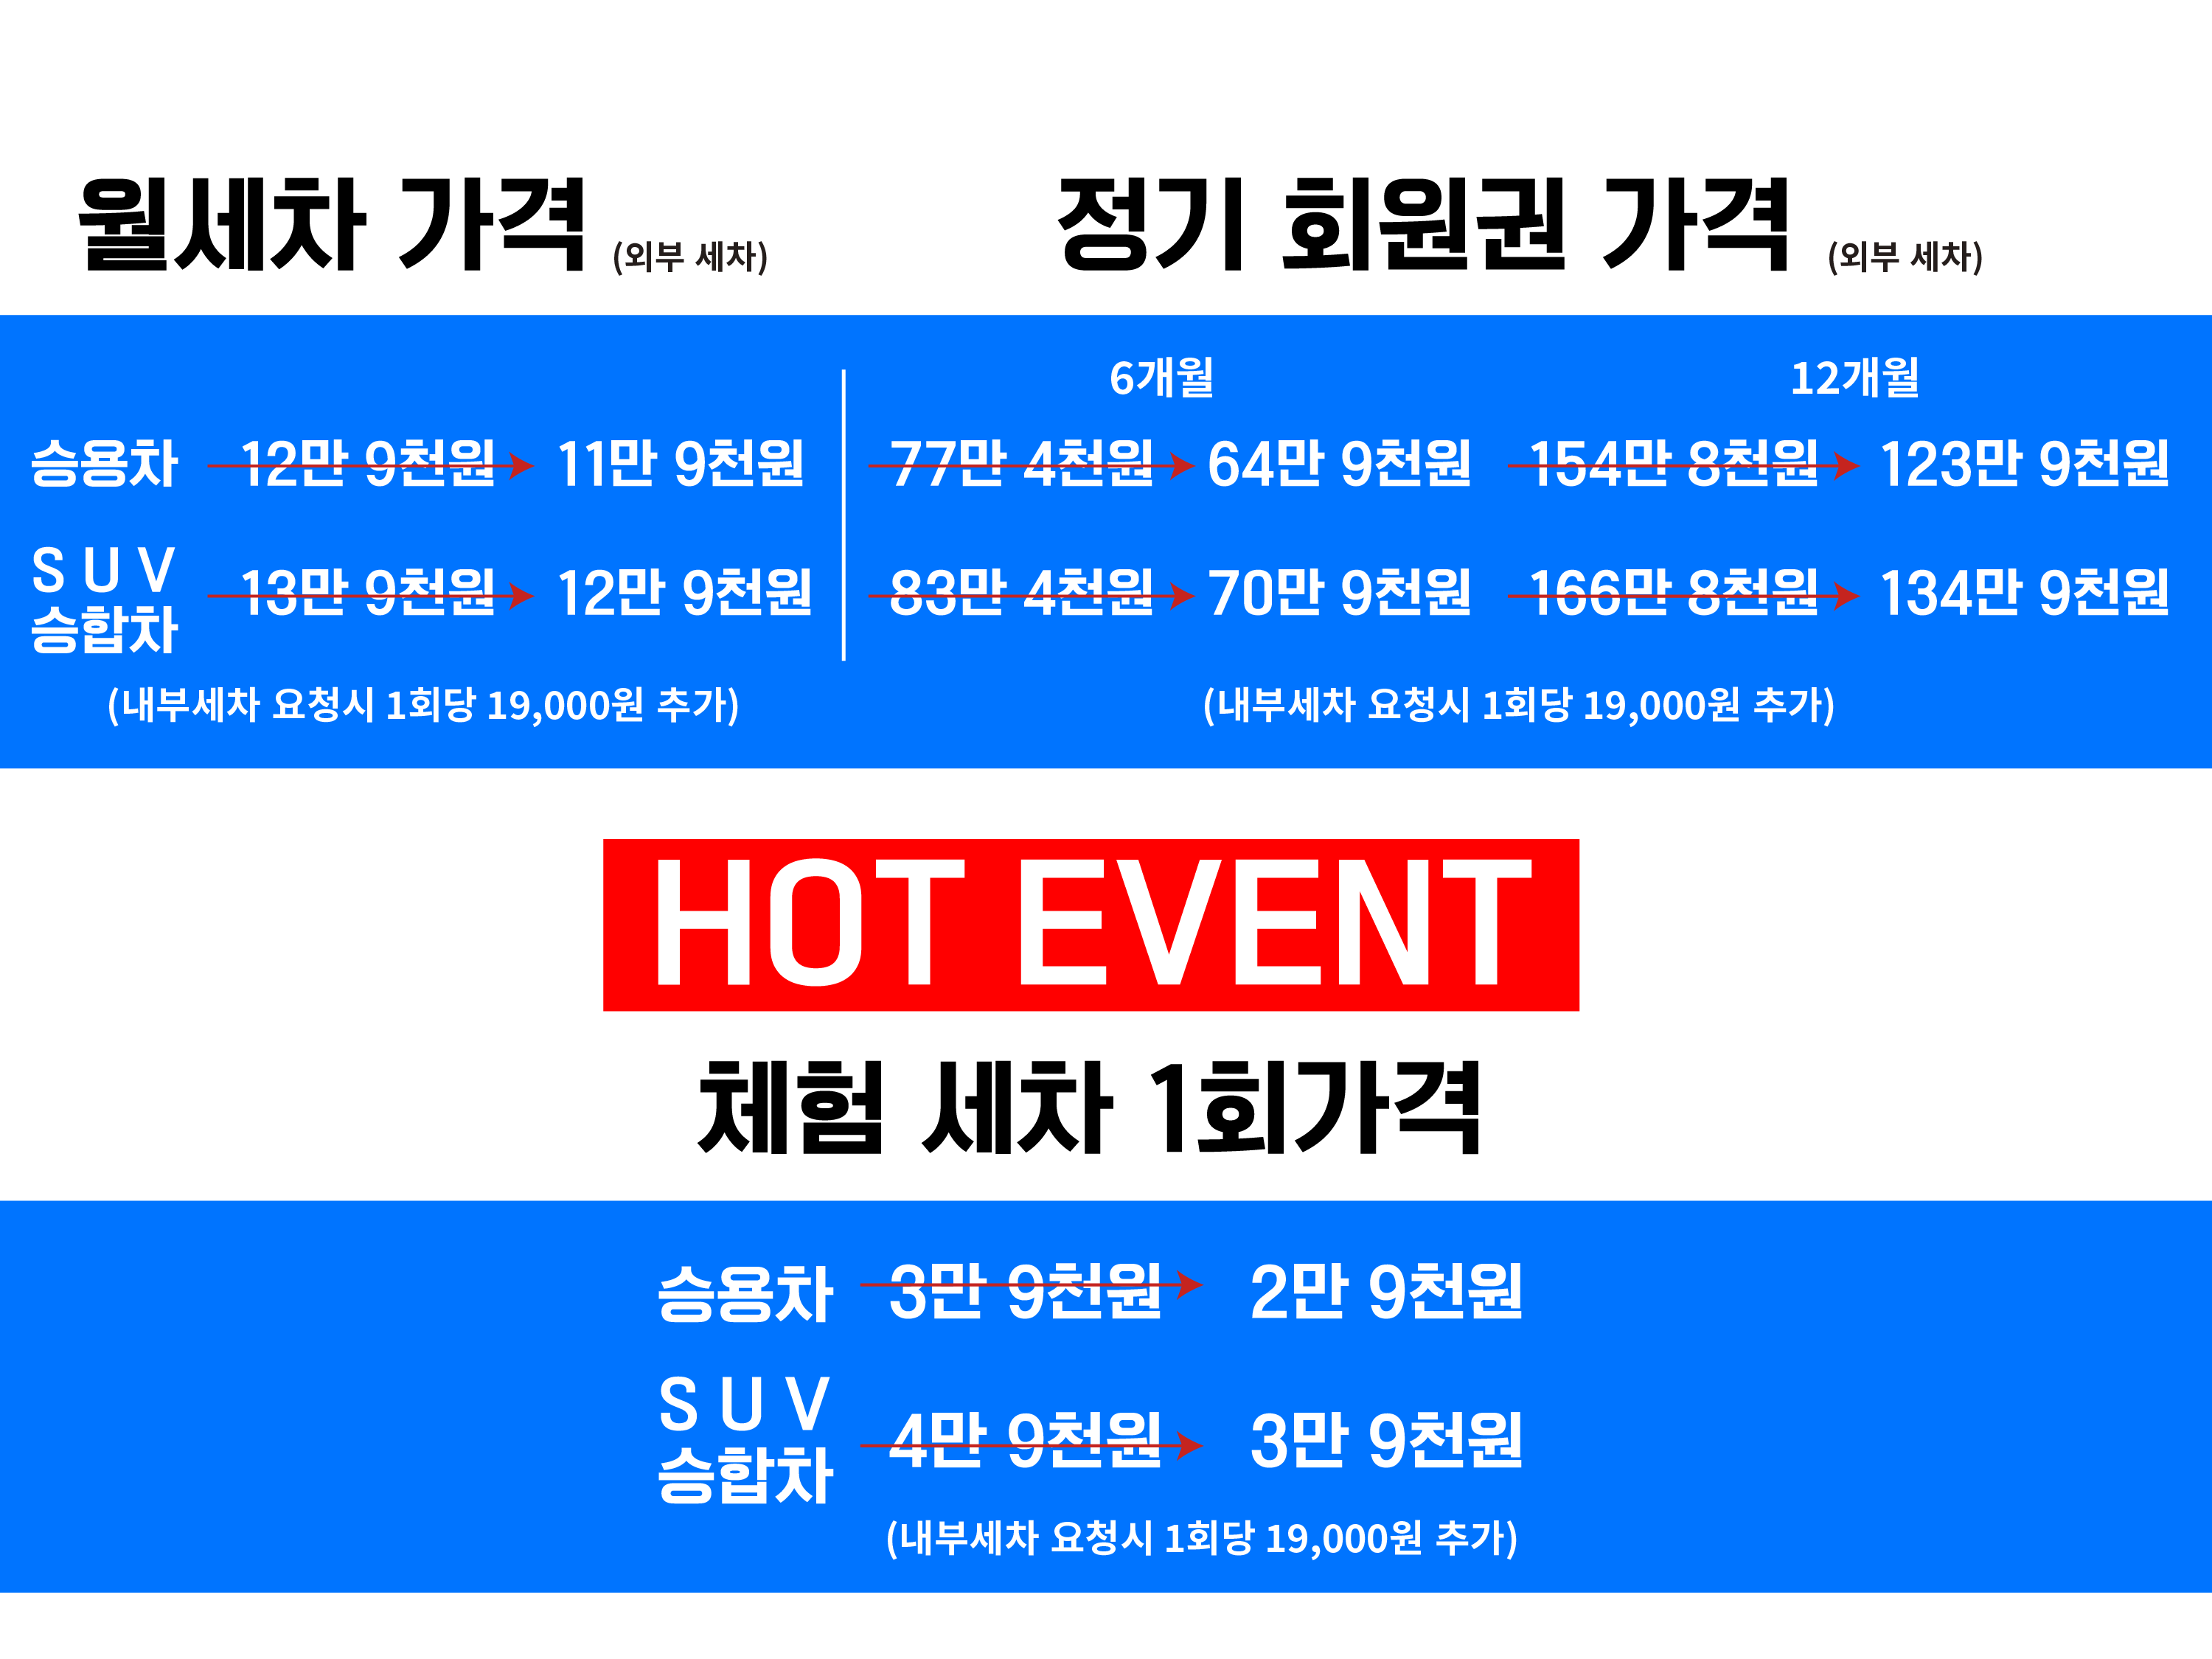 월세차 가격 (외부 세차)
정기 회원권 가격 (외부 세차)
6개월 12개월
승용차 12만 9천원 11만 9천원 77만 4천원 64만 9천원 154만 8천원 123만 9천원
SUV
승합차 13만 9천원 12만 9천원 83만 4천원 70만 9천원 166만 8천원 134만 9천원
(내부세차 요청시 1회당 19,000원 추가) (내부세차 요청시 1회당 19,000원 추가)
HOT EVENT
체험 세차 1회가격
승용차 3만 9천원 2만 9천원
SUV
승합차 4만 9천원 3만 9천원
(내부세차 요청시 1회당 19,000원 추가)